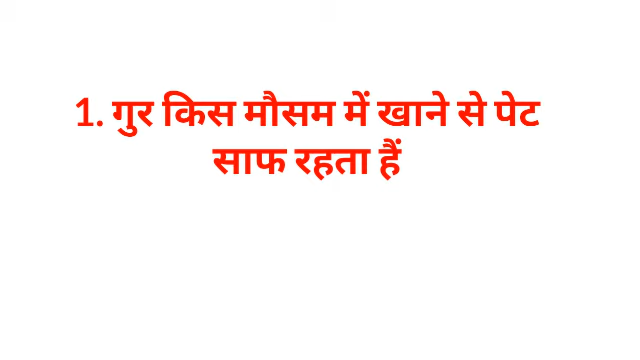 1. गुर किस मौसम में खाने से पेट
साफ रहता हैं